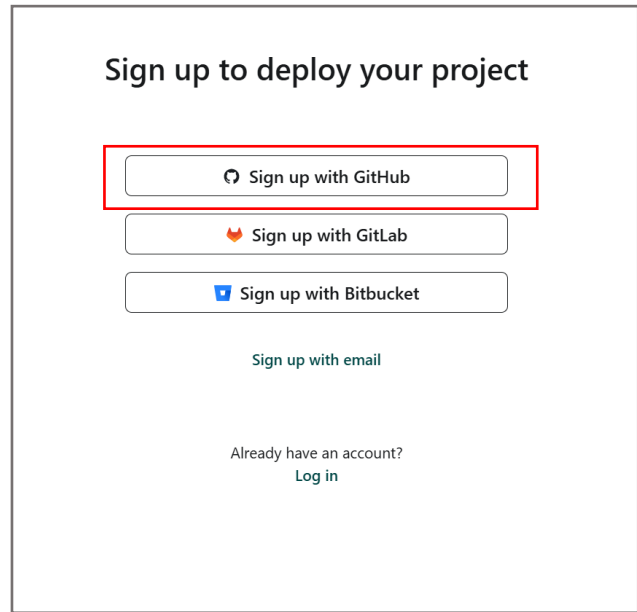 Sign up to deploy your project
Sign up with GitHub
Sign up with GitLab
Sign up with Bitbucket
Sign up with email
Already have an account?
Log in